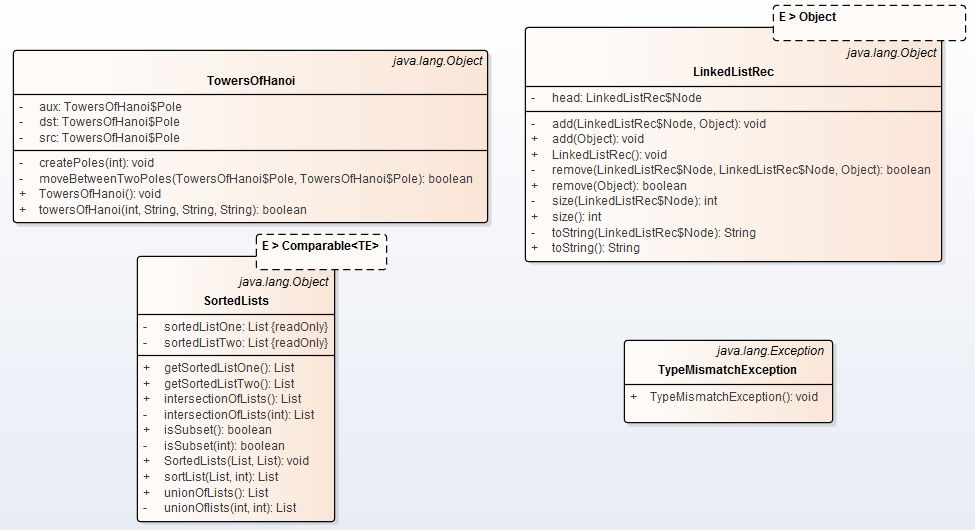 java.lang.Object
TowersOfHanoi
- aux: TowersOfHanoi$Pole
- dst: TowersOfHanoi$Pole
- src: TowersOfHanoi$Pole
- createPoles(int): void
- moveBetweenTwoPoles(TowersOfHanoi$Pole, TowersOfHanoi$Pole): boolean
+ TowersOfHanoi(): void
+ towersOfHanoi(int, String, String, String): boolean
E > Object
java.lang.Object
LinkedListRec
- head: LinkedListRec$Node
- add(LinkedListRec$Node, Object): void
+ add(Object): void
+ LinkedListRec(): void
- remove(LinkedListRec$Node, LinkedListRec$Node, Object): boolean
+ remove(Object): boolean
- size(LinkedListRec$Node): int
+ size(): int
- toString(LinkedListRec$Node): String
+ toString(): String
E > Comparable<TE>
java.lang.Object
SortedLists
- sortedListOne: List {readOnly}
- sortedListTwo: List {readOnly}
+ getSortedListOne(): List
+ getSortedListTwo(): List
+ intersectionOfLists(): List
- intersectionOfLists(int): List
+ isSubset(): boolean
- isSubset(int): boolean
+ SortedLists(List, List): void
+ sortList(List, int): List
+ unionOfLists(): List
- unionOflists(int, int): List
java.lang.Exception
TypeMismatchException
+ TypeMismatchException(): void